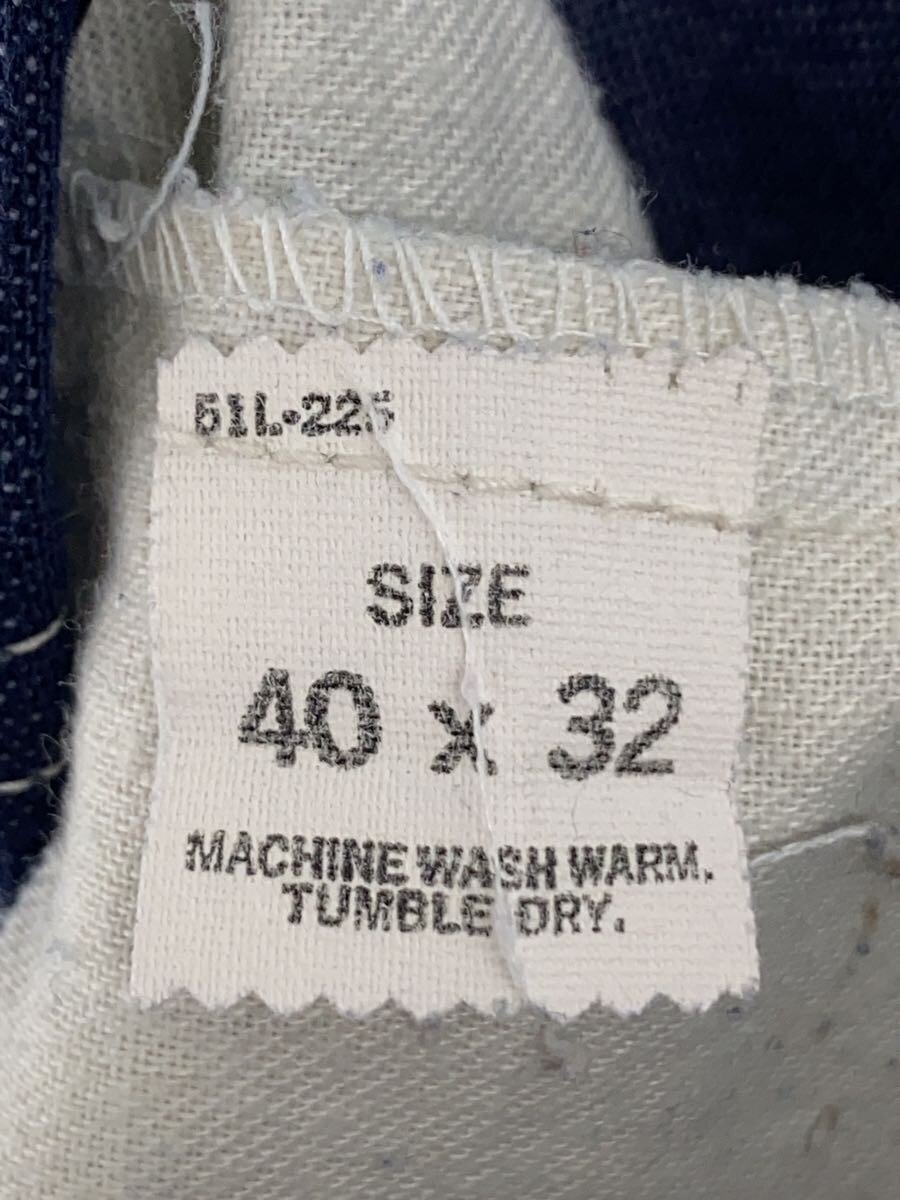 51L•225
SIZE
40 x 32
MACHINE WASH WARM.
TUMBLE DRY.